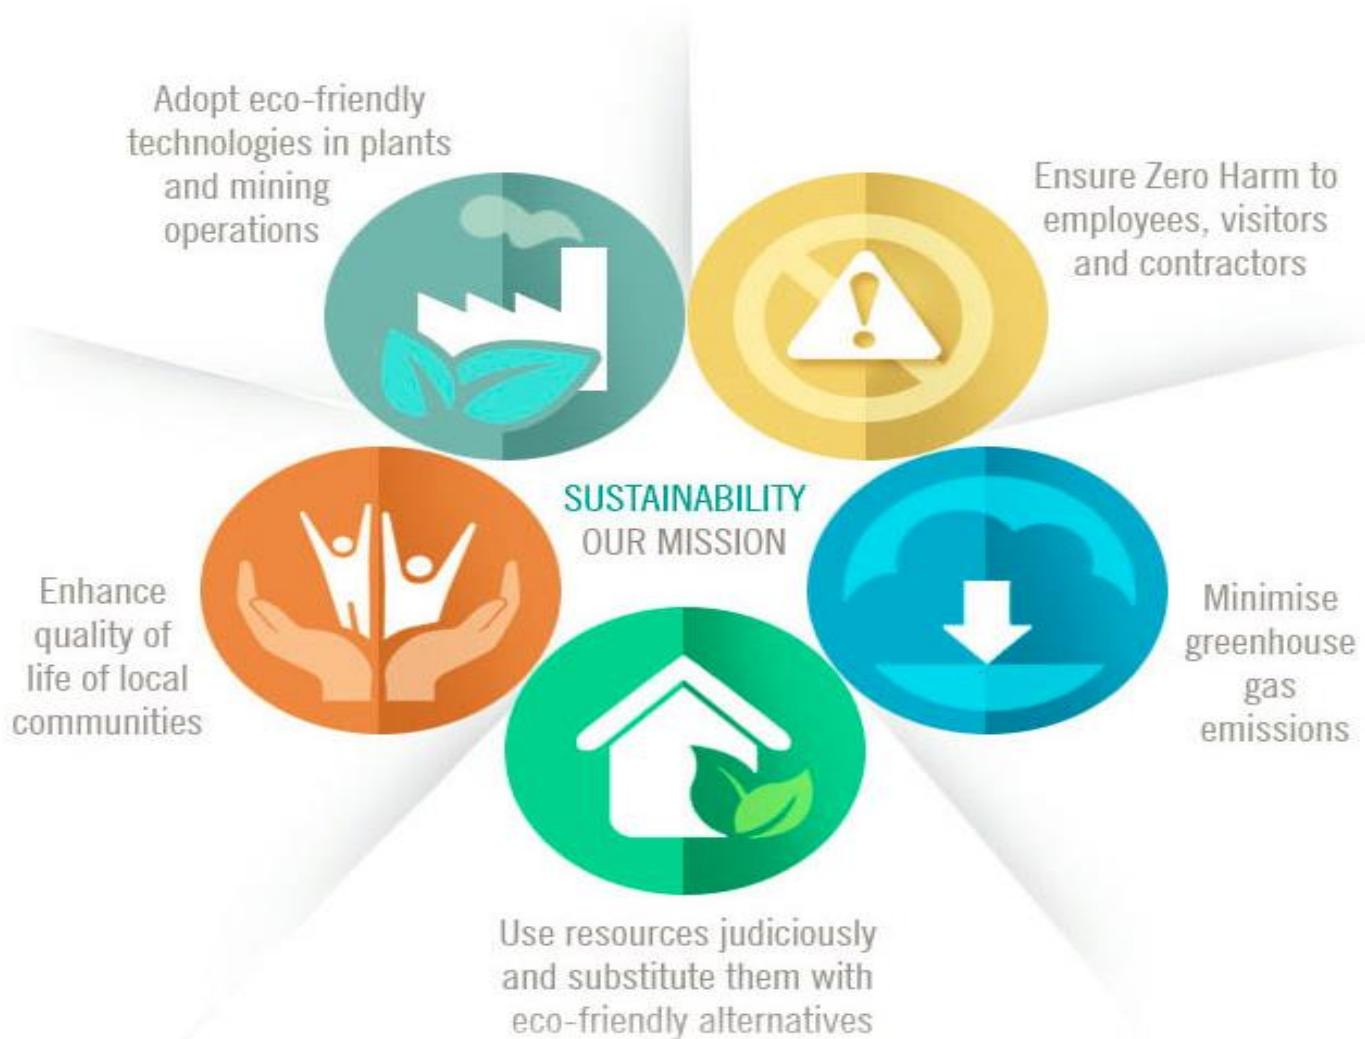 Adopt eco-friendly
technologies in plants
and mining
operations
Ensure Zero Harm to
employees, visitors
and contractors
SUSTAINABILITY
OUR MISSION
Enhance
quality of
life of local
communities
Minimise
greenhouse
gas
emissions
Use resources judiciously
and substitute them with
eco-friendly alternatives